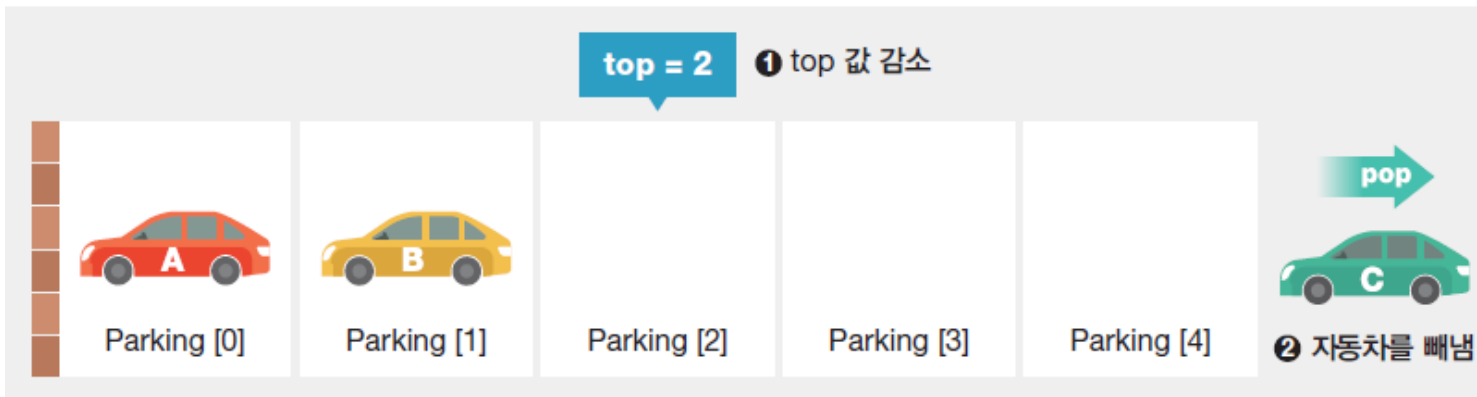 top = 2
❶ top 값 감소
pop
A
B
C
Parking [0]
Parking [1]
Parking [2]
Parking [3]
Parking [4]
❷ 자동차를 빼냄